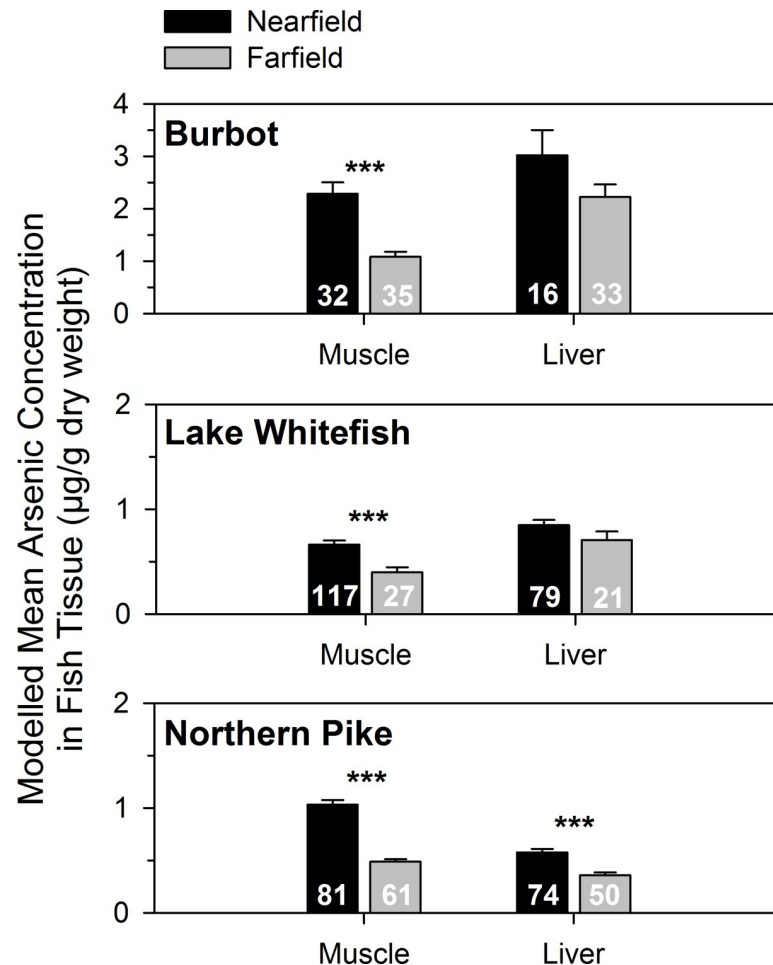 Nearfield
Farfield
Modelled Mean Arsenic Concentration
in Fish Tissue (µg/g dry weight)
Burbot
4
3
2
1
0
***
32 35 16 33
Muscle Liver
Lake Whitefish
2
1
0
***
117 27 79 21
Muscle Liver
Northern Pike
2
1
0
***
***
81 61 74 50
Muscle Liver